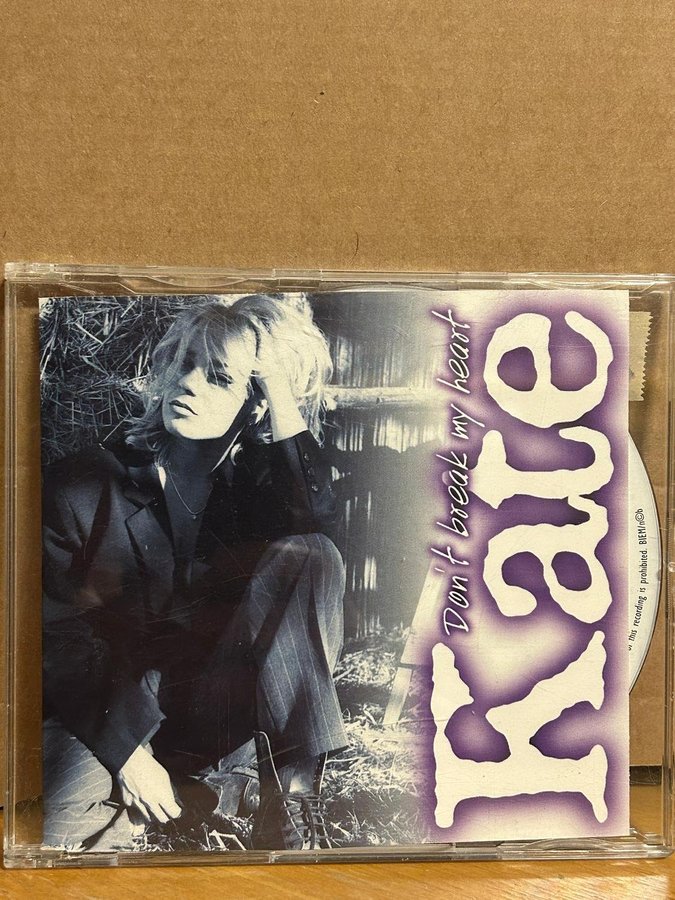 Don't break my heart
Kate
this recording is prohibited. BIEM/n©b